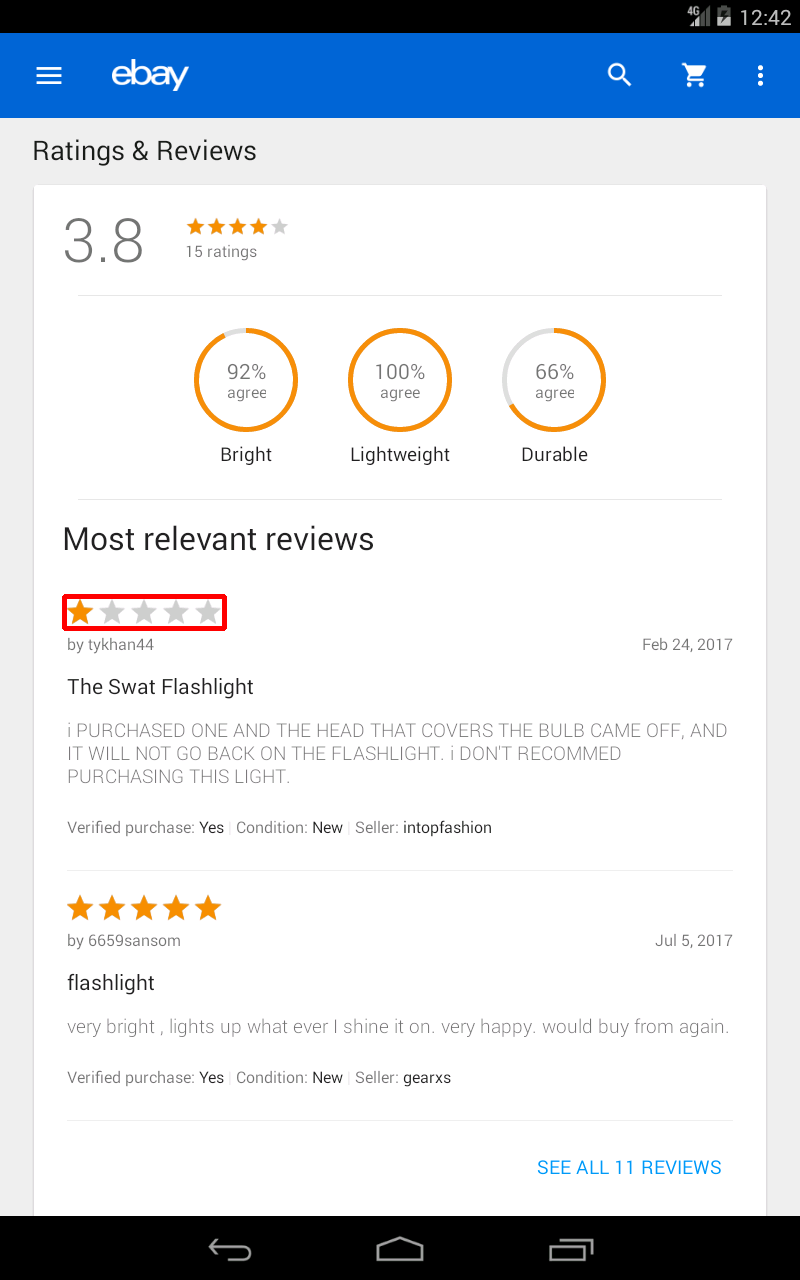 4G 12:42
ebay
Ratings & Reviews
3.8
15 ratings
92% 100% 66%
agree agree agree
Bright Lightweight Durable
Most relevant reviews
by tykhan44 Feb 24, 2017
The Swat Flashlight
i PURCHASED ONE AND THE HEAD THAT COVERS THE BULB CAME OFF, AND
IT WILL NOT GO BACK ON THE FLASHLIGHT. i DON'T RECOMMED
PURCHASING THIS LIGHT.
Verified purchase: Yes | Condition: New | Seller: intopfashion
by 6659sansom Jul 5, 2017
flashlight
very bright , lights up what ever I shine it on. very happy. would buy from again.
Verified purchase: Yes | Condition: New | Seller: gearxs
SEE ALL 11 REVIEWS